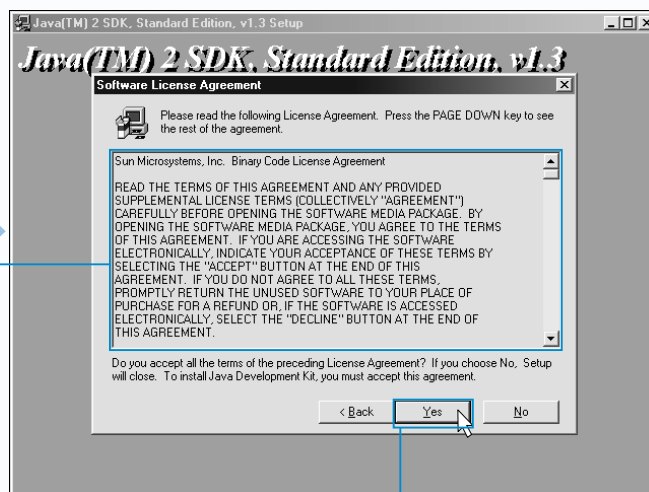 Java(TM) 2 SDK, Standard Edition, v1.3 Setup
Java(TM) 2 SDK, Standard Edition, v1.3
Software License Agreement
Please read the following License Agreement. Press the PAGE DOWN key to see
the rest of the agreement.
Sun Microsystems, Inc. Binary Code License Agreement
READ THE TERMS OF THIS AGREEMENT AND ANY PROVIDED
SUPPLEMENTAL LICENSE TERMS (COLLECTIVELY "AGREEMENT")
CAREFULLY BEFORE OPENING THE SOFTWARE MEDIA PACKAGE. BY
OPENING THE SOFTWARE MEDIA PACKAGE, YOU AGREE TO THE TERMS
OF THIS AGREEMENT. IF YOU ARE ACCESSING THE SOFTWARE
ELECTRONICALLY, INDICATE YOUR ACCEPTANCE OF THESE TERMS BY
SELECTING THE "ACCEPT" BUTTON AT THE END OF THIS
AGREEMENT. IF YOU DO NOT AGREE TO ALL THESE TERMS,
PROMPTLY RETURN THE UNUSED SOFTWARE TO YOUR PLACE OF
PURCHASE FOR A REFUND OR, IF THE SOFTWARE IS ACCESSED
ELECTRONICALLY, SELECT THE "DECLINE" BUTTON AT THE END OF
THIS AGREEMENT.
Do you accept all the terms of the preceding License Agreement? If you choose No, Setup
will close. To install Java Development Kit, you must accept this agreement.
< Back
Yes
No